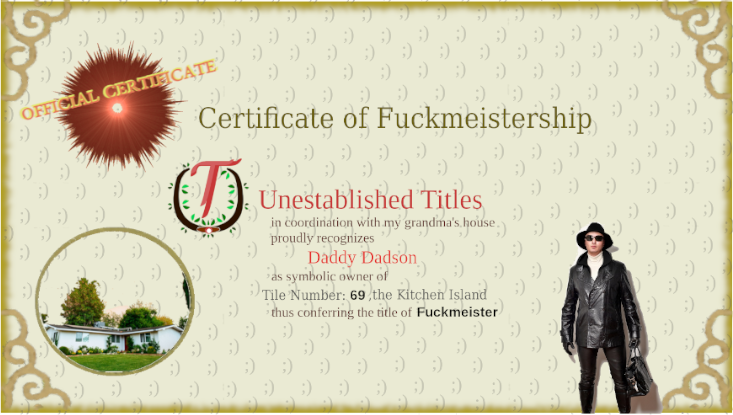 OFFICIAL CERTIFICATE
Certificate of Fuckmeistership
T
Unestablished Titles
in coordination with my grandma's house
proudly recognizes
Daddy Dadson
as symbolic owner of
Tile Number: 69 ,the Kitchen Island
thus conferring the title of Fuckmeister